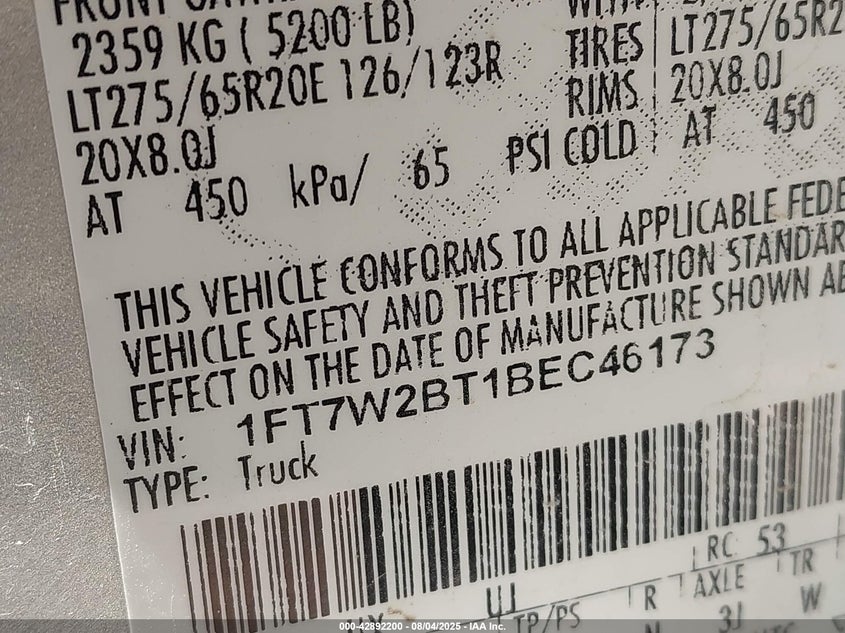 FRONT
2359 KG ( 5200 LB)
LT275/65R20E 126/123R
20X8.0J
AT 450 kPa/ 65 PSI COLD
WITH
TIRES LT275/65R2
RIMS 20X8.0J
AT 450
THIS VEHICLE CONFORMS TO ALL APPLICABLE FEDE
VEHICLE SAFETY AND THEFT PREVENTION STANDAR
EFFECT ON THE DATE OF MANUFACTURE SHOWN AB
VIN: 1FT7W2BT1BEC46173
TYPE: Truck
RC: 53
TP/PS R AXLE TR
N 3J W
000-42892200 - 08/04/2025 - IAA Inc.